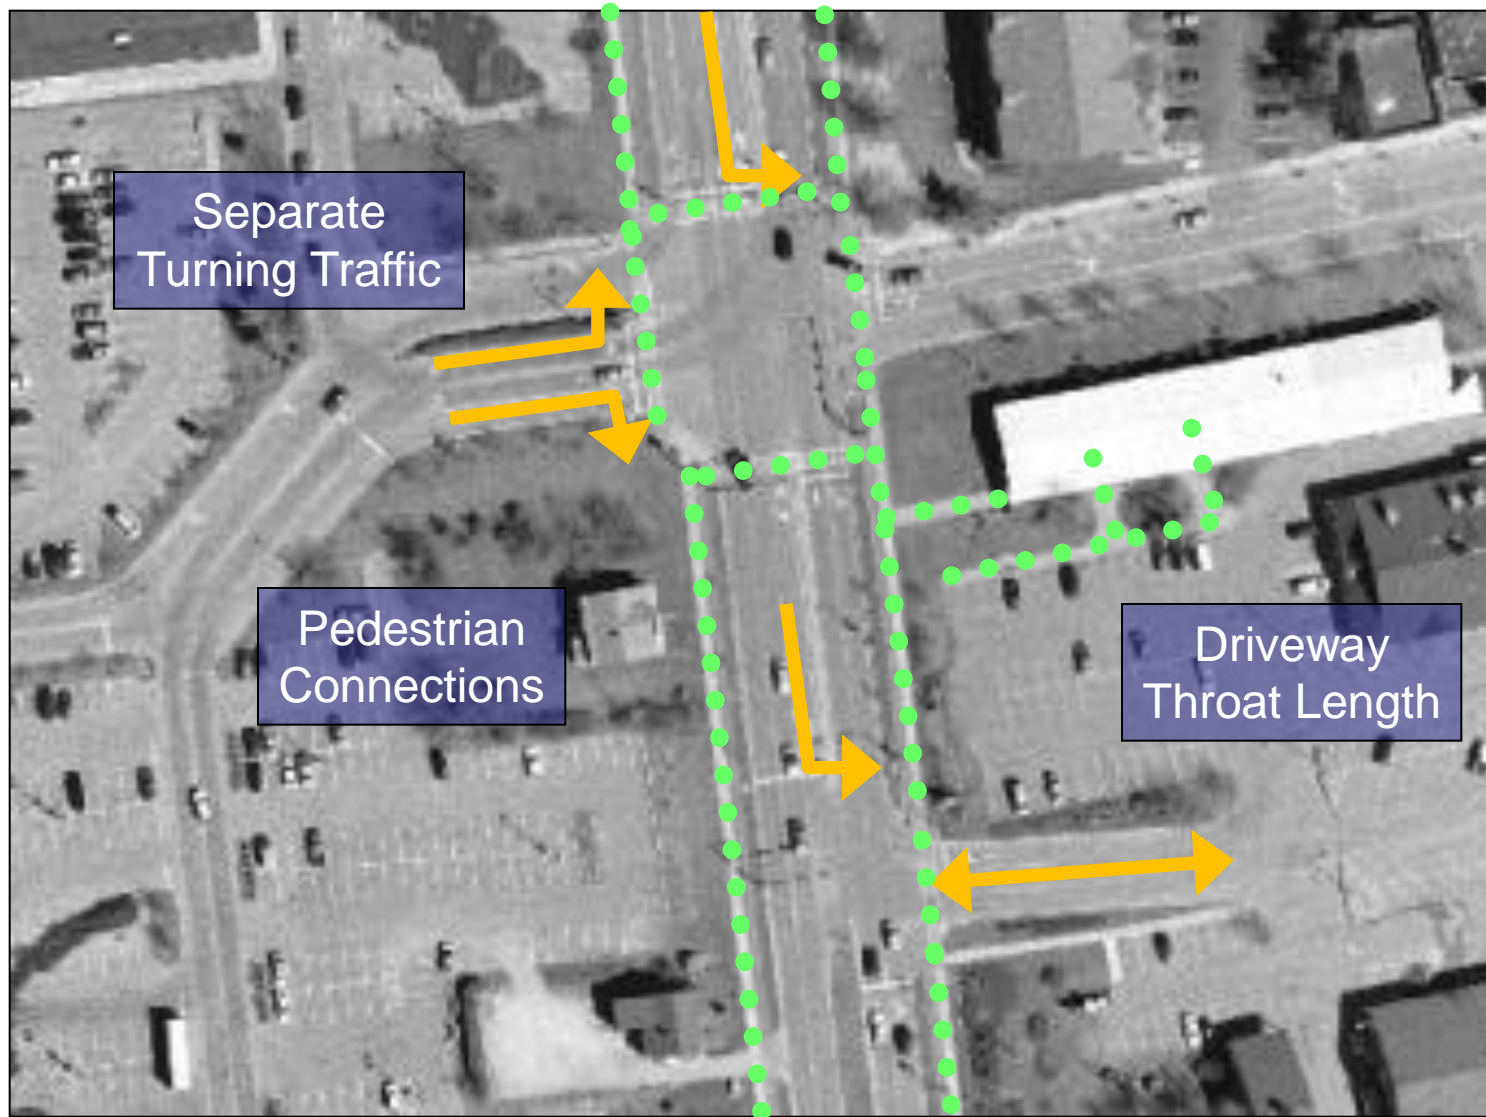 Separate
Turning Traffic
Pedestrian
Connections
Driveway
Throat Length